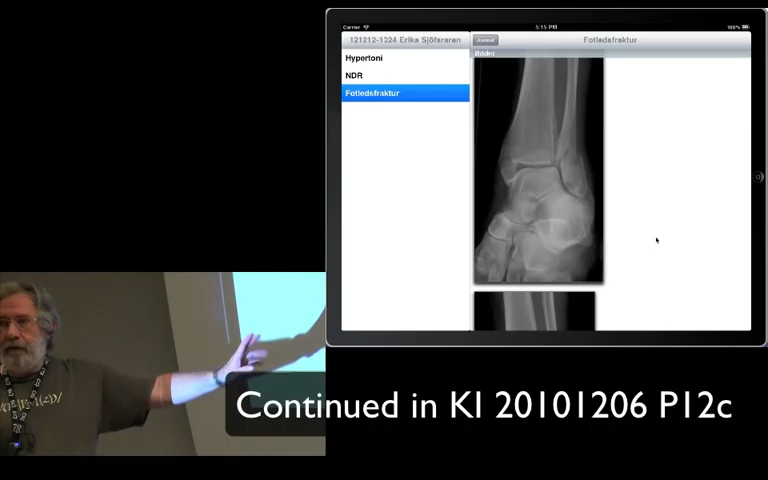 Carrier 5:15 PM 100%
121212-1324 Erika Sjöfararen
Journal Fotledsfraktur
Bilder
Hypertoni
NDR
Fotledsfraktur
Continued in KI 20101206 P12c